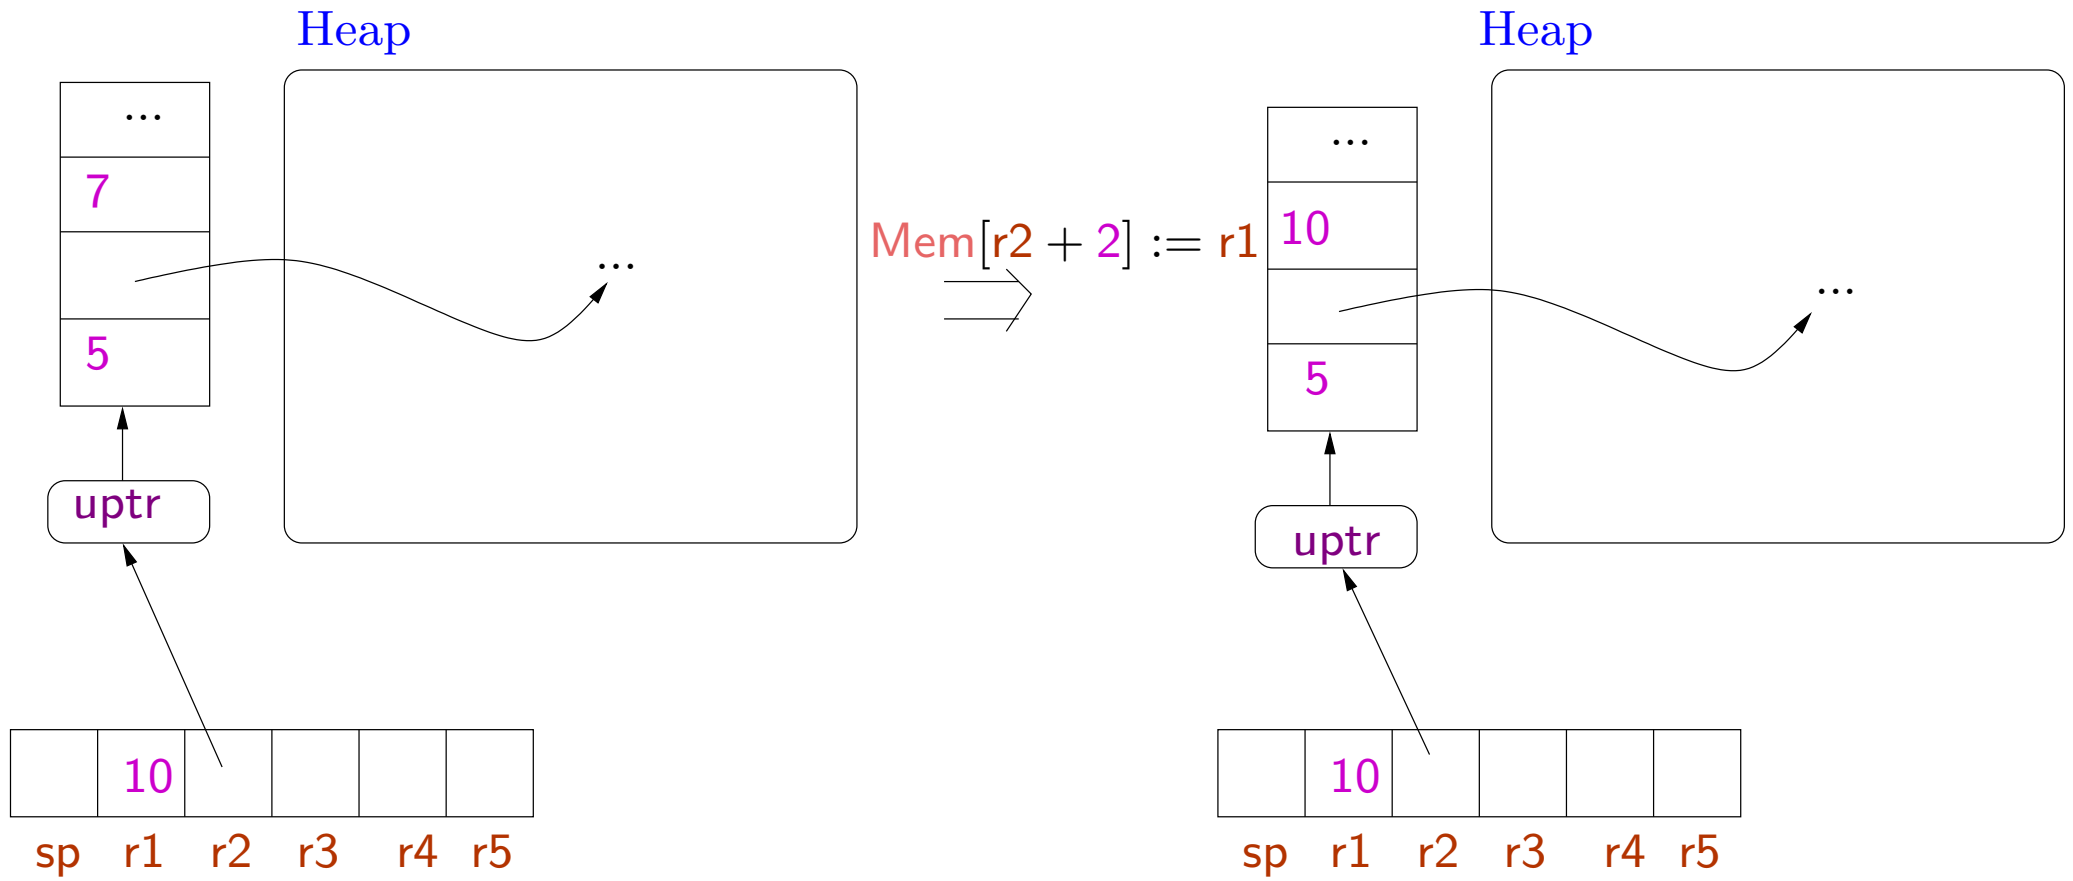 Heap
...
7
...
5
uptr
10
sp r1 r2 r3 r4 r5
Mem[r2 + 2] := r1
Heap
...
10
...
5
uptr
10
sp r1 r2 r3 r4 r5